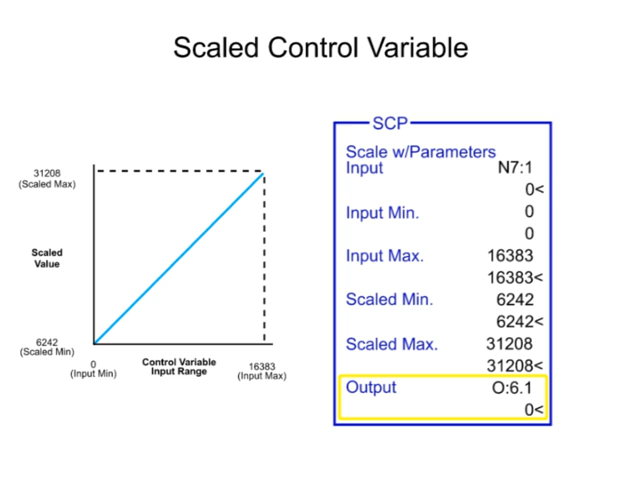 Scaled Control Variable
31208
(Scaled Max)
Scaled
Value
6242
(Scaled Min)
0
(Input Min)
Control Variable
Input Range
16383
(Input Max)
SCP
Scale w/Parameters
Input N7:1
0<
Input Min. 0
0
Input Max. 16383
16383<
Scaled Min. 6242
6242<
Scaled Max. 31208
31208<
Output O:6.1
0<